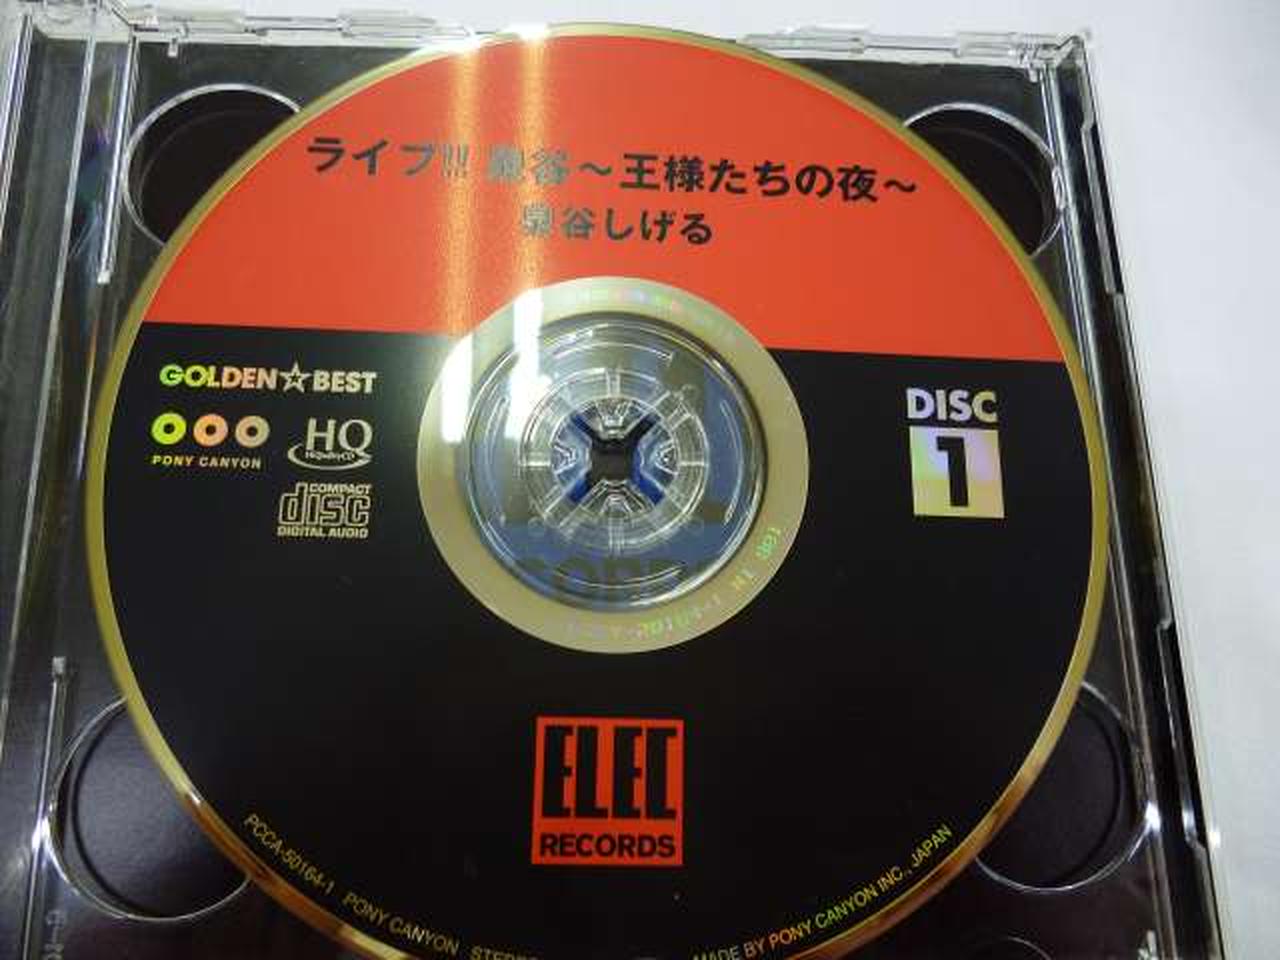 ライブ!! 泉谷〜王様たちの夜〜
泉谷しげる
GOLDEN☆BEST
PONY CANYON
HQ
HiQualityCD
COMPACT
disc
DIGITAL AUDIO
DISC
1
ELEC
RECORDS
PCCA-50164-1 PONY CANYON STEREO
MADE BY PONY CANYON INC., JAPAN